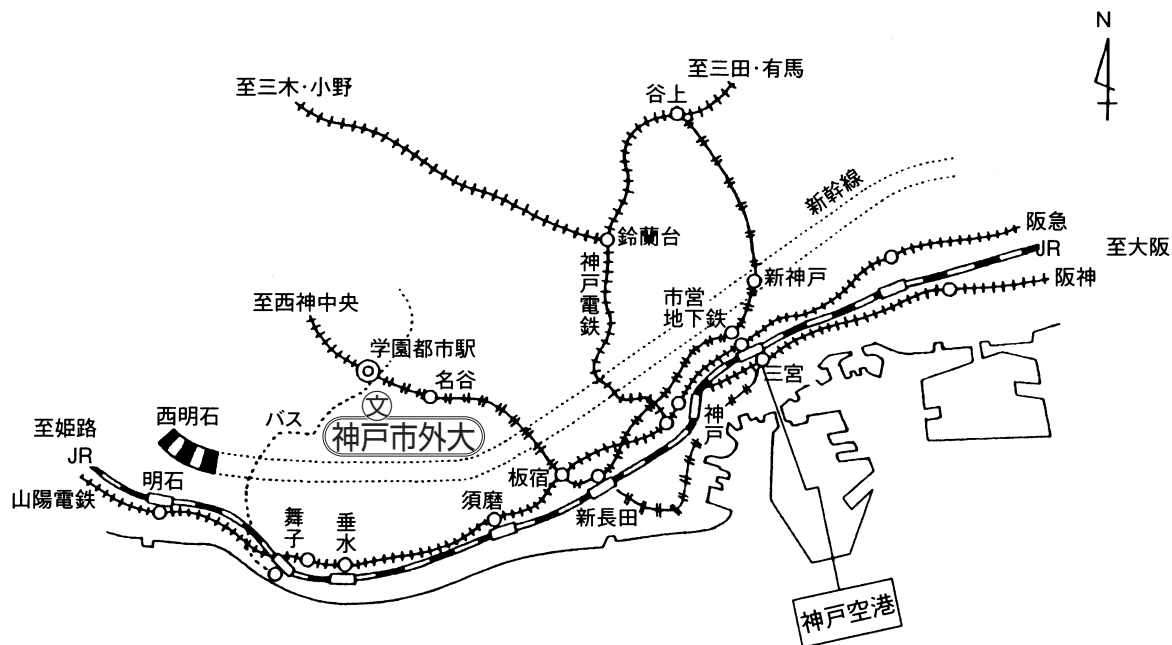 N
至三木・小野
至三田・有馬
谷上
新幹線
鈴蘭台
神戸電鉄
阪急
JR
至大阪
阪神
新神戸
市営
地下鉄
至西神中央
学園都市駅
名谷
三宮
神戸
文
神戸市外大
バス
西明石
至姫路
JR
明石
山陽電鉄
板宿
須磨
新長田
舞子
垂水
神戸空港